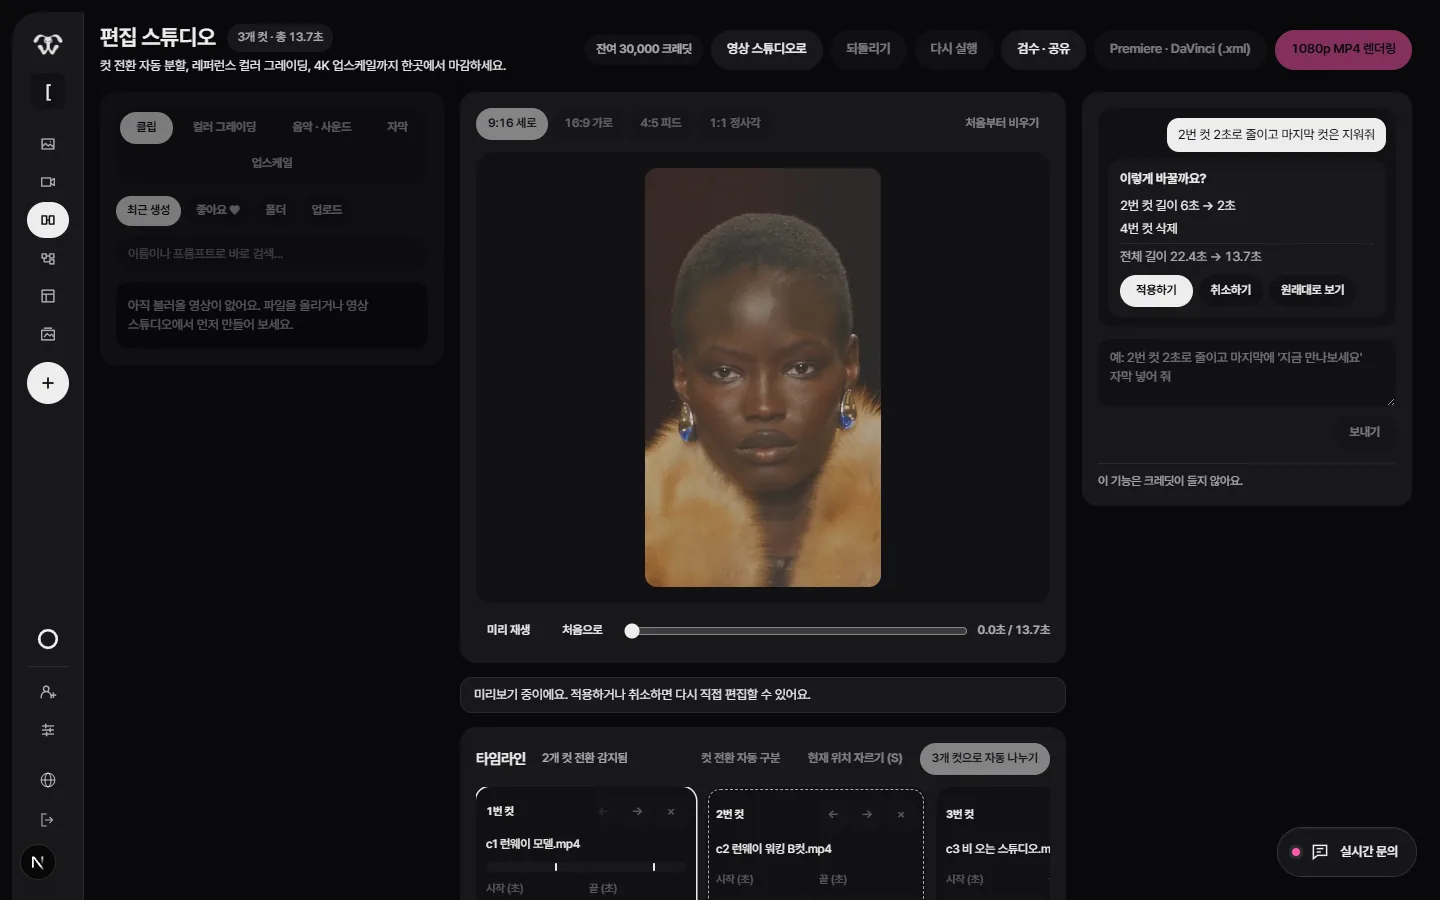 편집 스튜디오
3개 컷 · 총 13.7초
컷 전환 자동 분할, 레퍼런스 컬러 그레이딩, 4K 업스케일까지 한곳에서 마감하세요.
잔여 30,000 크레딧
영상 스튜디오로
되돌리기
다시 실행
검수 · 공유
Premiere · DaVinci (.xml)
1080p MP4 렌더링
[
N
클립
컬러 그레이딩
음악 · 사운드
자막
업스케일
최근 생성
좋아요 ♥
폴더
업로드
이름이나 프롬프트로 바로 검색...
아직 불러올 영상이 없어요. 파일을 올리거나 영상
스튜디오에서 먼저 만들어 보세요.
9:16 세로
16:9 가로
4:5 피드
1:1 정사각
처음부터 비우기
미리 재생
처음으로
0.0초 / 13.7초
미리보기 중이에요. 적용하거나 취소하면 다시 직접 편집할 수 있어요.
타임라인
2개 컷 전환 감지됨
컷 전환 자동 구분
현재 위치 자르기 (S)
3개 컷으로 자동 나누기
1번 컷
← → ×
c1 런웨이 모델.mp4
시작 (초)
끝 (초)
2번 컷
← → ×
c2 런웨이 워킹 B컷.mp4
시작 (초)
끝 (초)
3번 컷
c3 비 오는 스튜디오.m
시작 (초)
2번 컷 2초로 줄이고 마지막 컷은 지워줘
이렇게 바꿀까요?
2번 컷 길이 6초 → 2초
4번 컷 삭제
전체 길이 22.4초 → 13.7초
적용하기
취소하기
원래대로 보기
예: 2번 컷 2초로 줄이고 마지막에 '지금 만나보세요'
자막 넣어 줘
보내기
이 기능은 크레딧이 들지 않아요.
실시간 문의